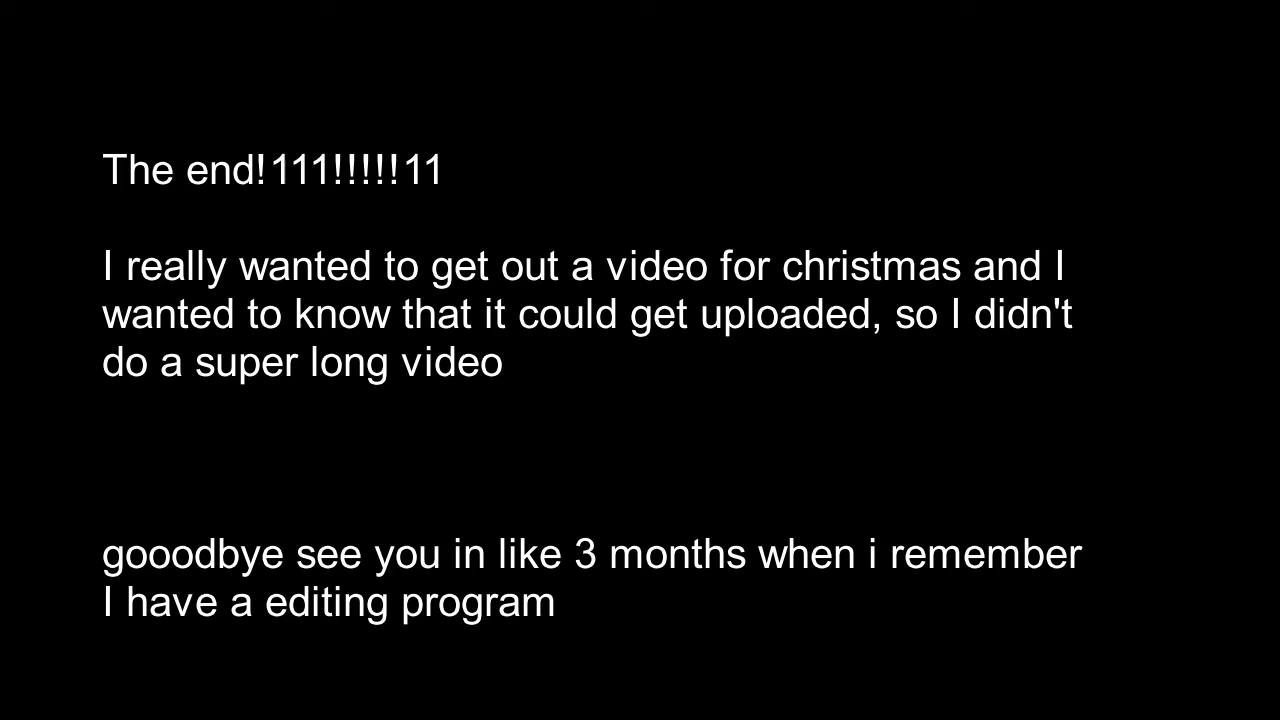 The end!111!!!!!11
I really wanted to get out a video for christmas and I
wanted to know that it could get uploaded, so I didn't
do a super long video
gooodbye see you in like 3 months when i remember
I have a editing program